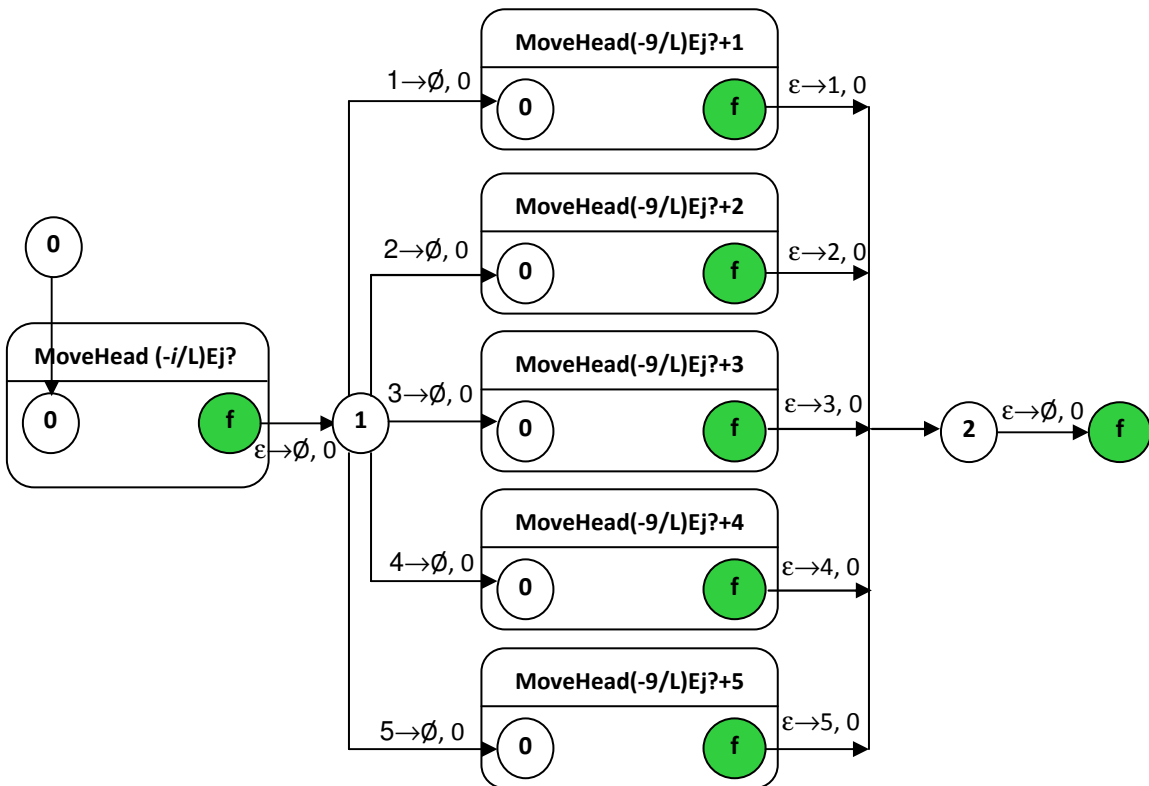 MoveHead(-9/L)Ej?+1
1→Ø, 0
0
f
ε→1, 0
MoveHead(-9/L)Ej?+2
2→Ø, 0
0
f
ε→2, 0
0
MoveHead (-i/L)Ej?
0
f
ε→Ø, 0
1
MoveHead(-9/L)Ej?+3
3→Ø, 0
0
f
ε→3, 0
2
ε→Ø, 0
f
MoveHead(-9/L)Ej?+4
4→Ø, 0
0
f
ε→4, 0
MoveHead(-9/L)Ej?+5
5→Ø, 0
0
f
ε→5, 0